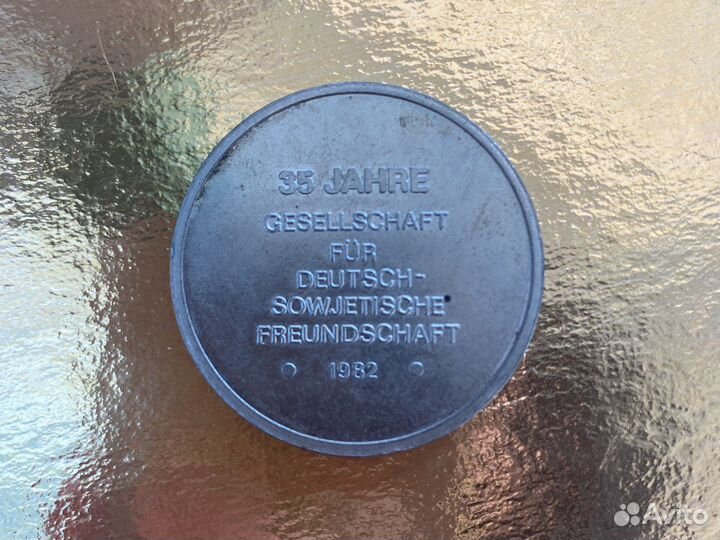 35 JAHRE
GESELLSCHAFT
FÜR
DEUTSCH-
SOWJETISCHE
FREUNDSCHAFT
1982
Avito